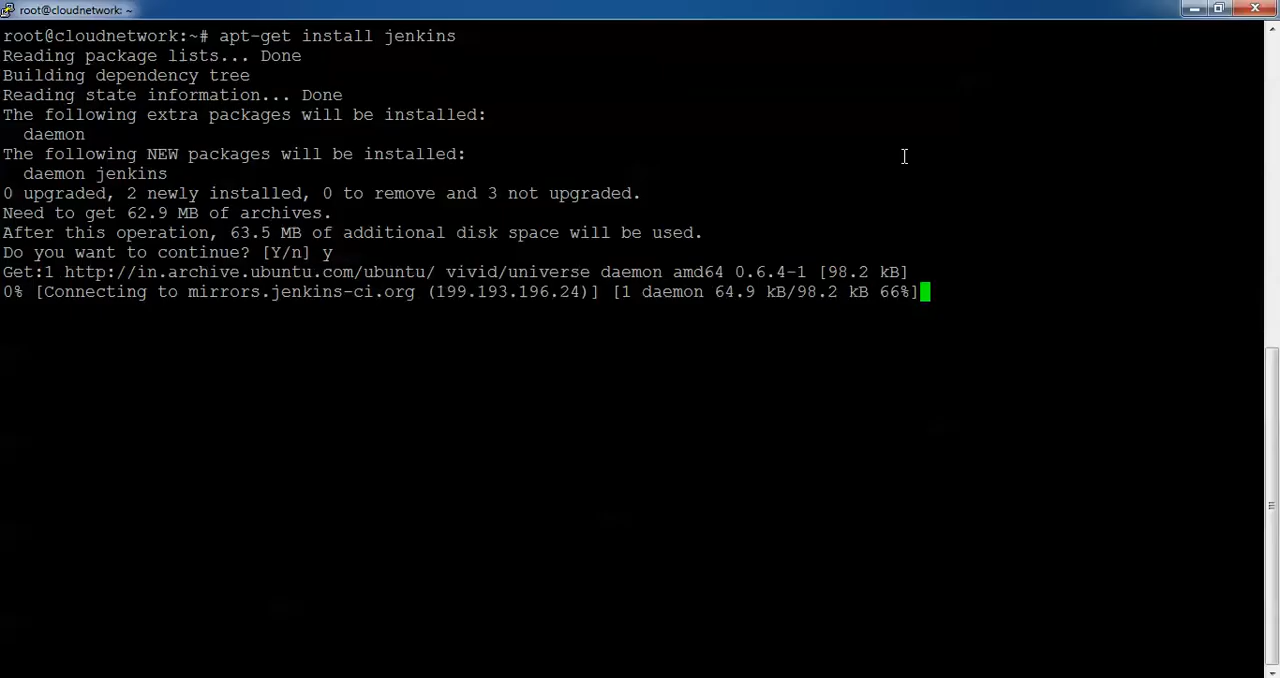 root@cloudnetwork: ~
root@cloudnetwork:~# apt-get install jenkins
Reading package lists... Done
Building dependency tree
Reading state information... Done
The following extra packages will be installed:
  daemon
The following NEW packages will be installed:
  daemon jenkins
0 upgraded, 2 newly installed, 0 to remove and 3 not upgraded.
Need to get 62.9 MB of archives.
After this operation, 63.5 MB of additional disk space will be used.
Do you want to continue? [Y/n] y
Get:1 http://in.archive.ubuntu.com/ubuntu/ vivid/universe daemon amd64 0.6.4-1 [98.2 kB]
0% [Connecting to mirrors.jenkins-ci.org (199.193.196.24)] [1 daemon 64.9 kB/98.2 kB 66%]